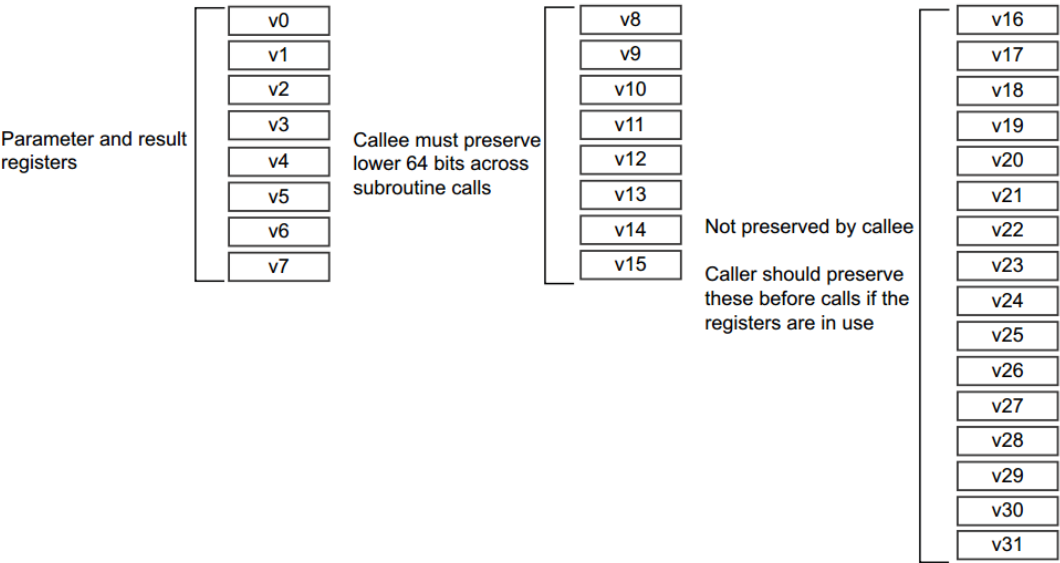 Parameter and result
registers
v0
v1
v2
v3
v4
v5
v6
v7
Callee must preserve
lower 64 bits across
subroutine calls
v8
v9
v10
v11
v12
v13
v14
v15
Not preserved by callee
Caller should preserve
these before calls if the
registers are in use
v16
v17
v18
v19
v20
v21
v22
v23
v24
v25
v26
v27
v28
v29
v30
v31